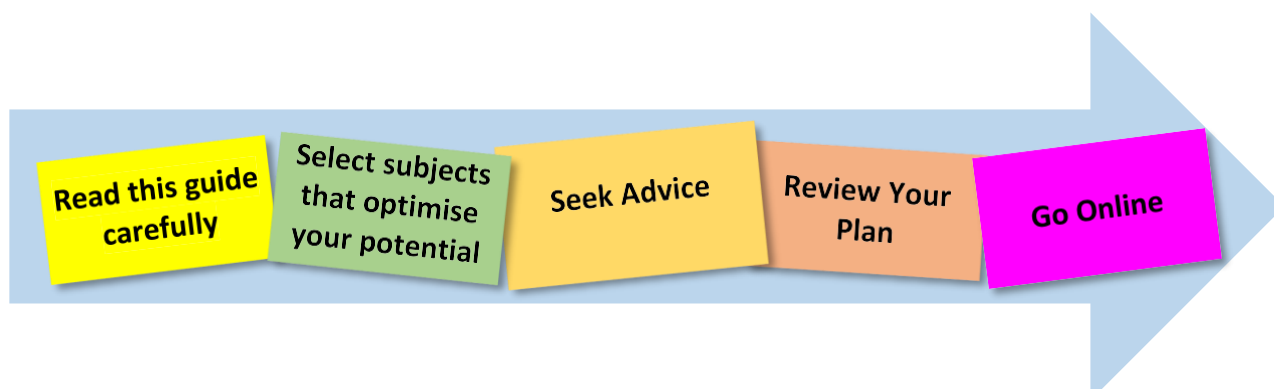 Read this guide
carefully
Select subjects
that optimise
your potential
Seek Advice
Review Your
Plan
Go Online